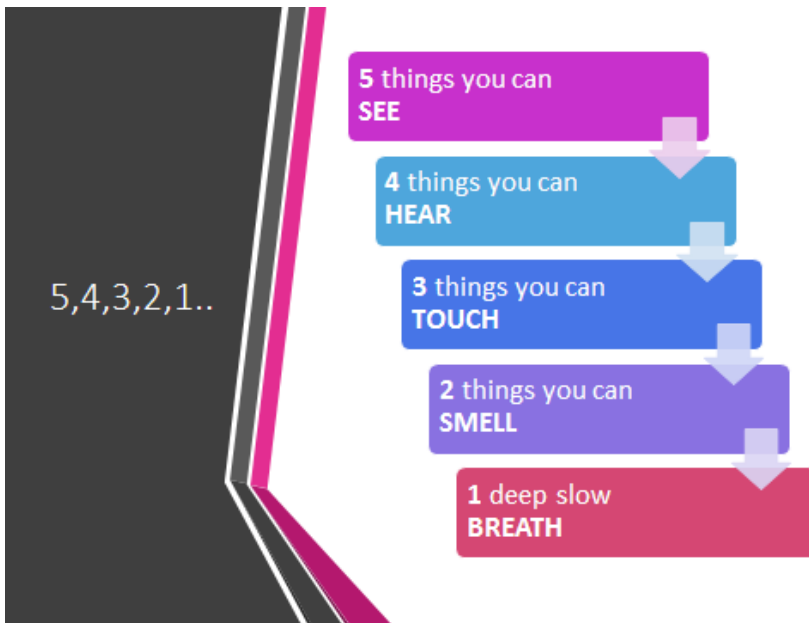 5,4,3,2,1..
5 things you can
SEE
4 things you can
HEAR
3 things you can
TOUCH
2 things you can
SMELL
1 deep slow
BREATH